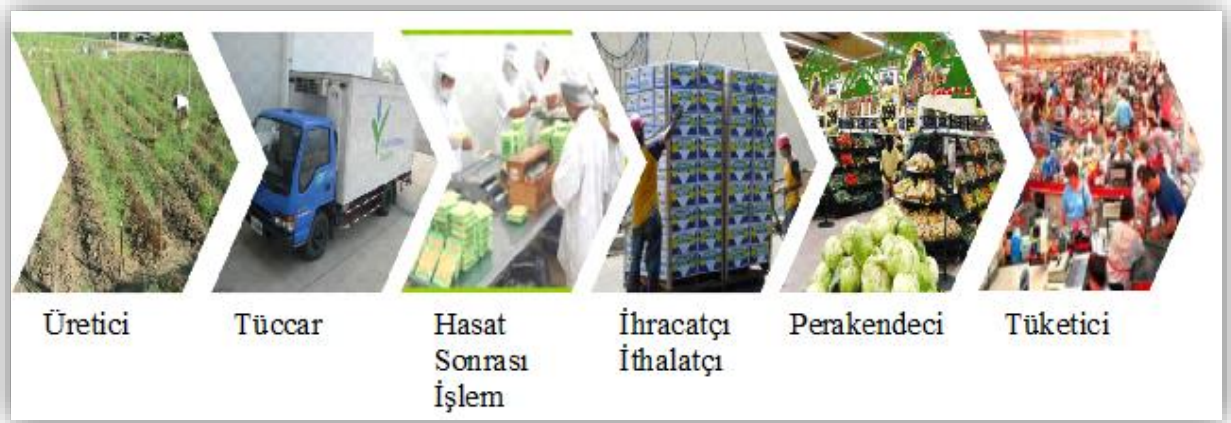 Üretici
Tüccar
Hasat
Sonrası
İşlem
İhracatçı
İthalatçı
Perakendeci
Tüketici